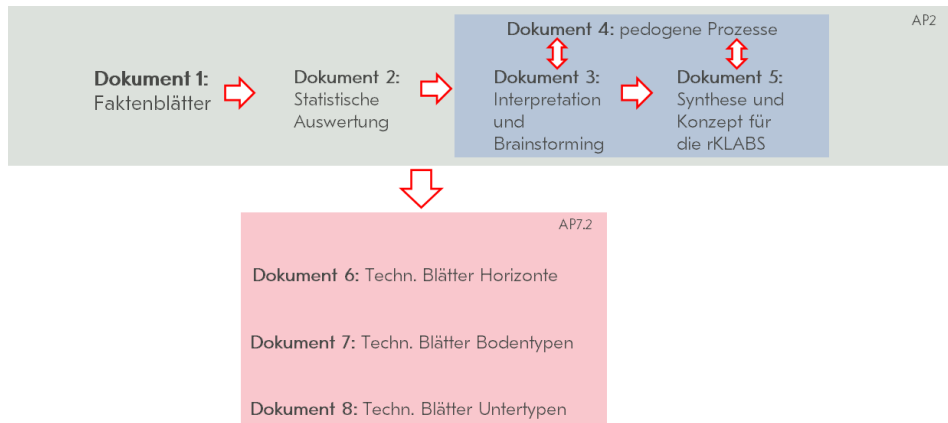 AP2
Dokument 4: pedogene Prozesse
Dokument 1:
Faktenblätter
Dokument 2:
Statistische
Auswertung
Dokument 3:
Interpretation
und
Brainstorming
Dokument 5:
Synthese und
Konzept für
die rKLABS
AP7.2
Dokument 6: Techn. Blätter Horizonte
Dokument 7: Techn. Blätter Bodentypen
Dokument 8: Techn. Blätter Untertypen